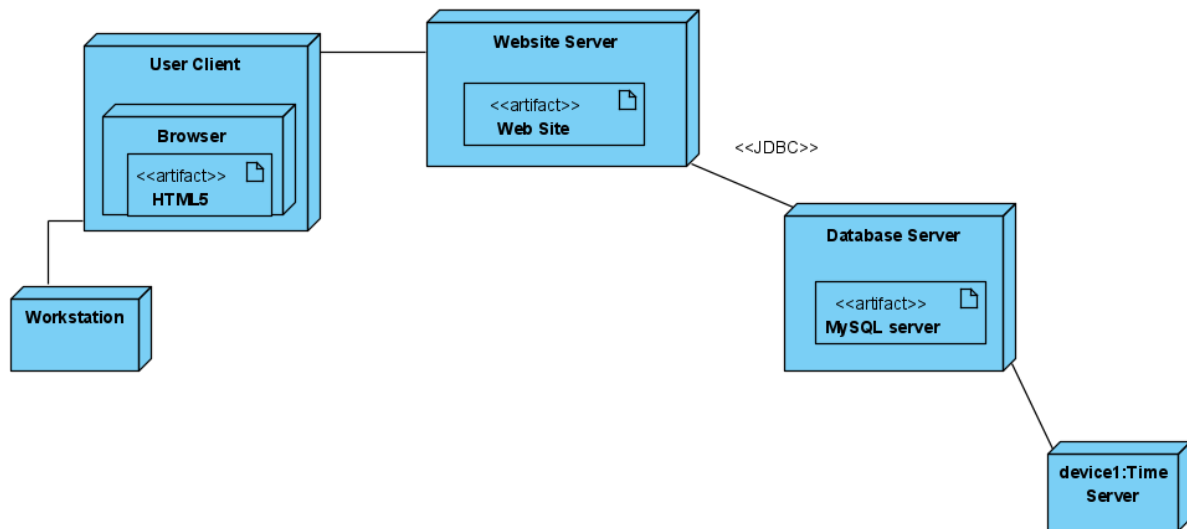 User Client
Browser
<<artifact>>
HTML5
Workstation
Website Server
<<artifact>>
Web Site
<<JDBC>>
Database Server
<<artifact>>
MySQL server
device1:Time
Server